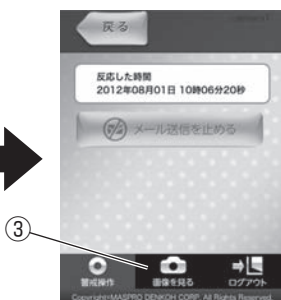 戻る
反応した時間
2012年08月01日 10時06分20秒
メール送信を止める
③
警戒操作
画像を見る
ログアウト
Copyright©MASPRO DENKOH CORP. All Rights Reserved.